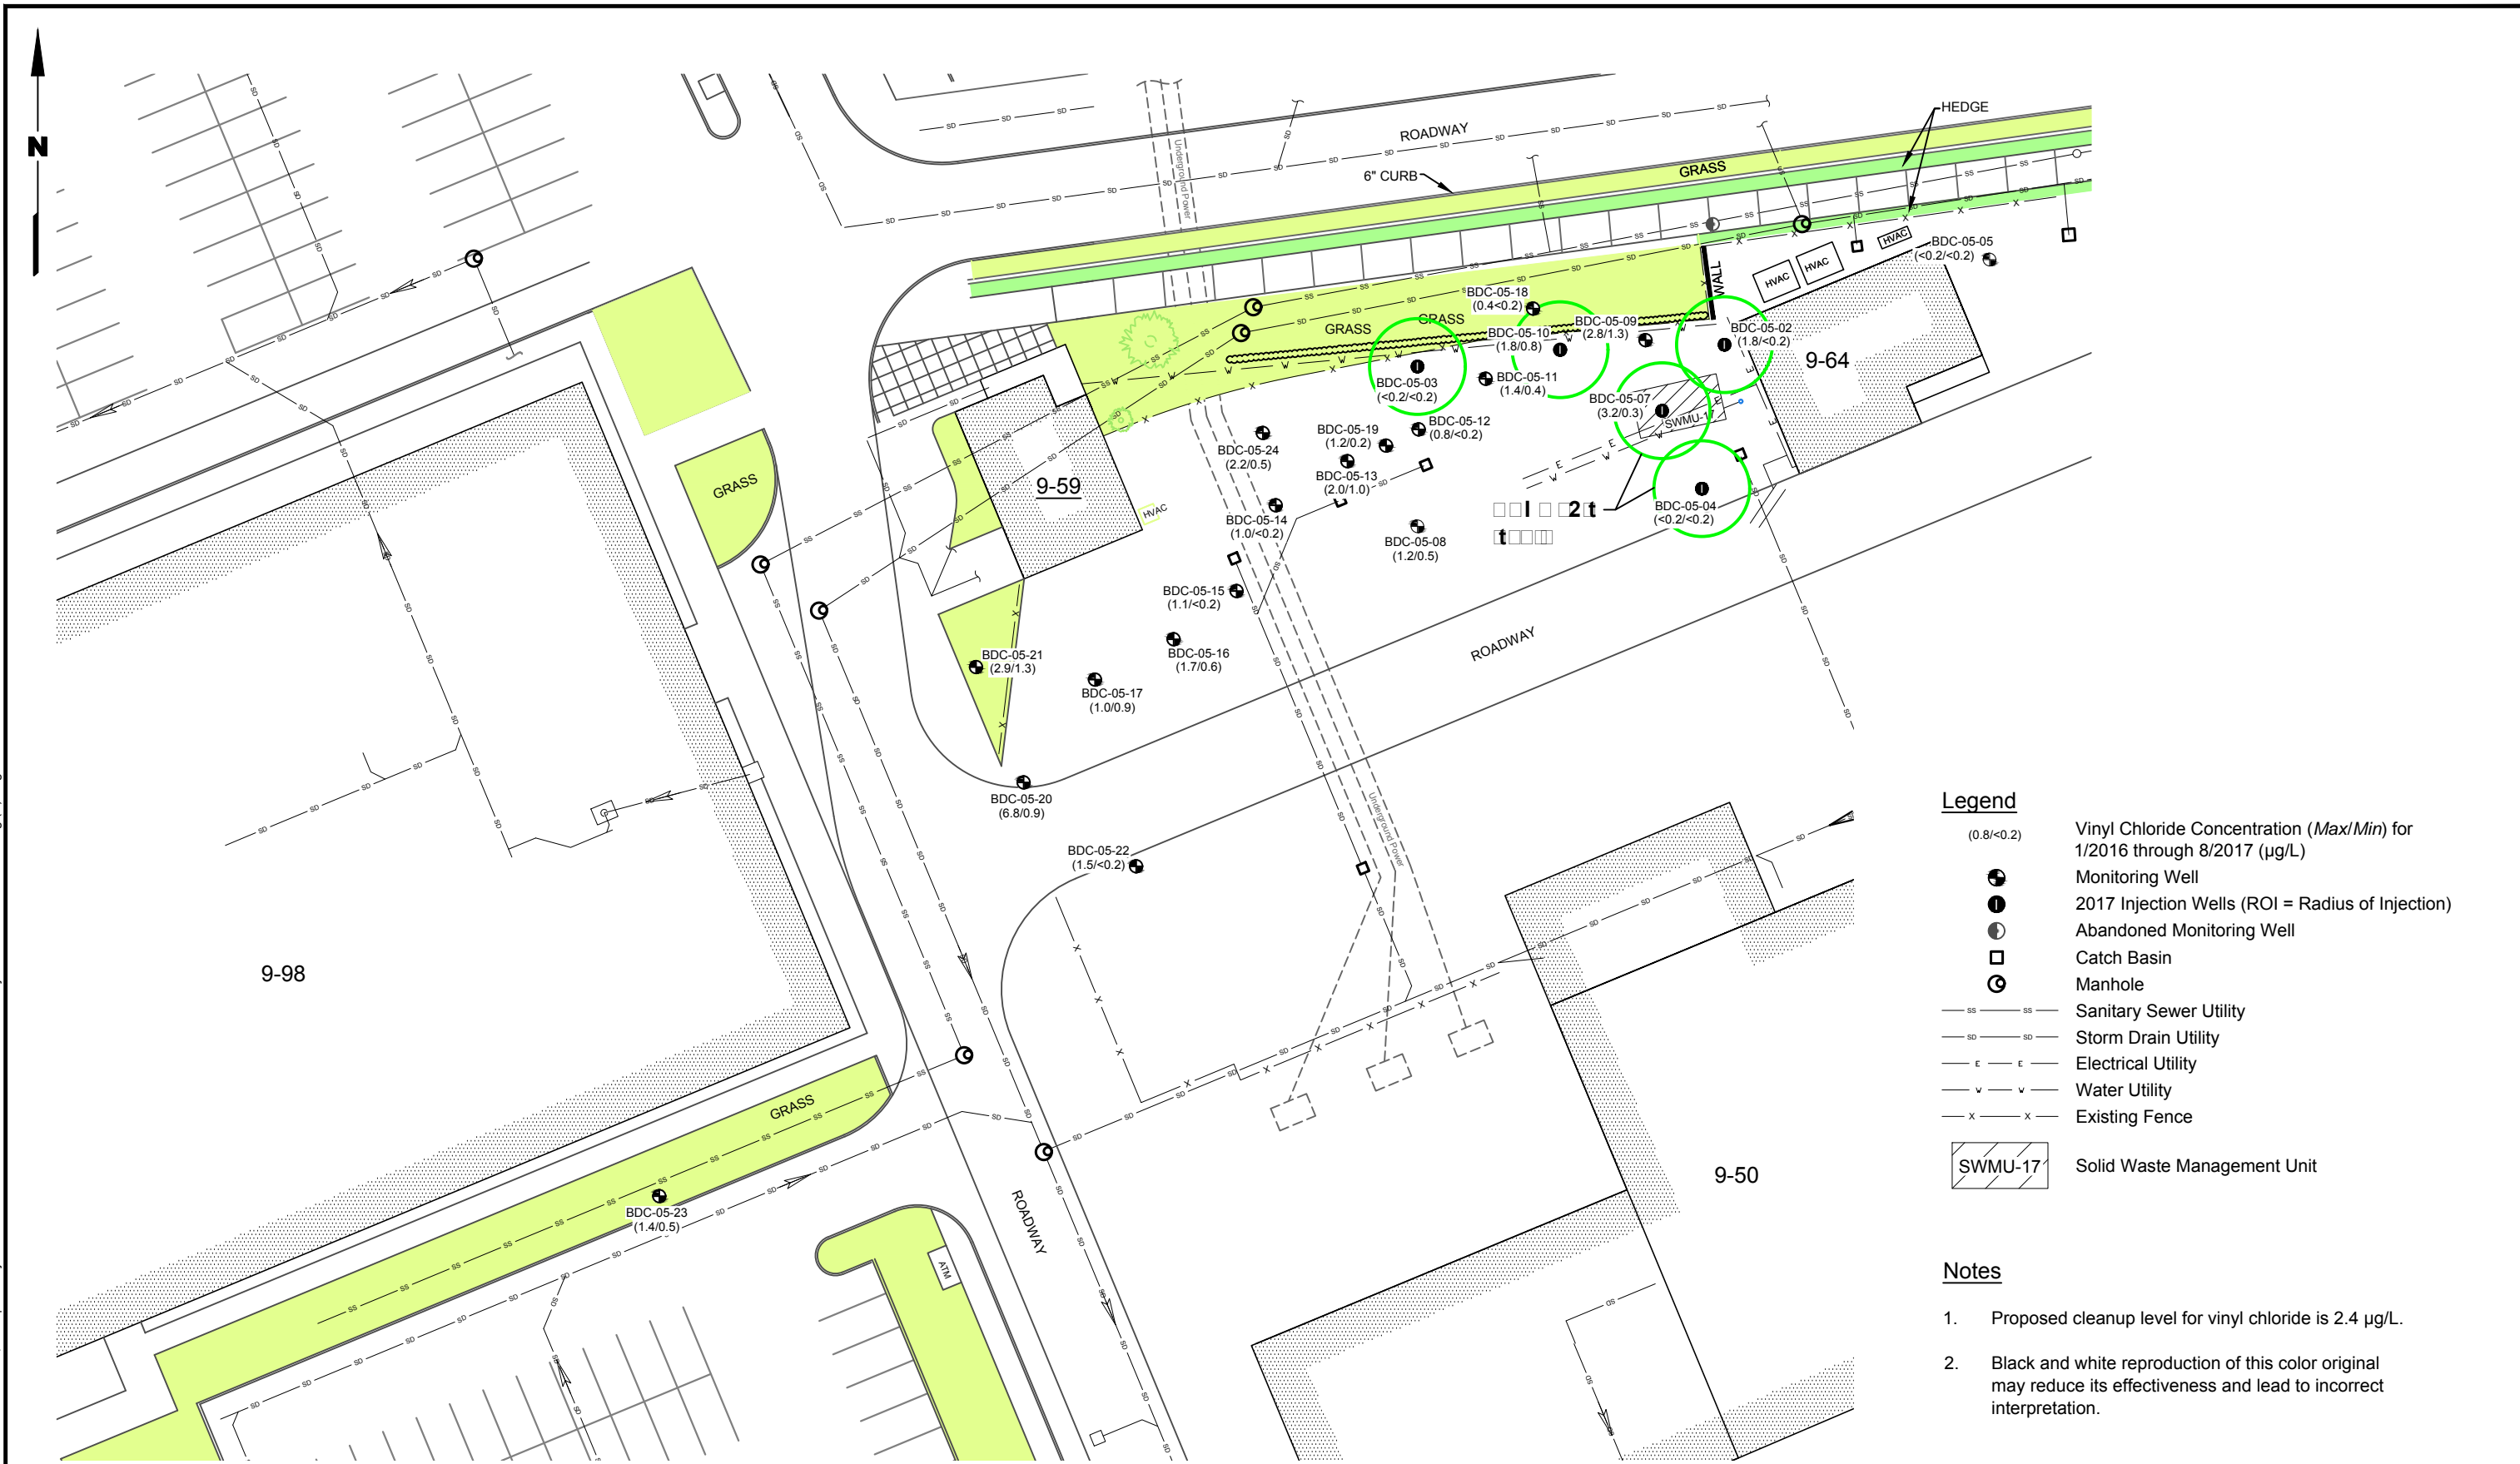 N
HEDGE
ROADWAY
GRASS
6" CURB
Underground Power
HVAC
HVAC
HVAC
BDC-05-05
(<0.2/<0.2)
WALL
BDC-05-18
(0.4<0.2)
GRASS
GRASS
BDC-05-10
(1.8/0.8)
BDC-05-09
(2.8/1.3)
BDC-05-02
(1.8/<0.2)
9-64
BDC-05-03
(<0.2/<0.2)
BDC-05-11
(1.4/0.4)
BDC-05-07
(3.2/0.3)
SWMU-17
BDC-05-12
(0.8/<0.2)
BDC-05-19
(1.2/0.2)
BDC-05-24
(2.2/0.5)
BDC-05-13
(2.0/1.0)
9-59
HVAC
GRASS
BDC-05-14
(1.0/<0.2)
BDC-05-04
(<0.2/<0.2)
BDC-05-08
(1.2/0.5)
BDC-05-15
(1.1/<0.2)
BDC-05-16
(1.7/0.6)
ROADWAY
BDC-05-21
(2.9/1.3)
BDC-05-17
(1.0/0.9)
BDC-05-20
(6.8/0.9)
BDC-05-22
(1.5/<0.2)
Underground Power
9-98
GRASS
BDC-05-23
(1.4/0.5)
ROADWAY
ATM
9-50
Legend
(0.8/<0.2) Vinyl Chloride Concentration (Max/Min) for
1/2016 through 8/2017 (µg/L)
Monitoring Well
2017 Injection Wells (ROI = Radius of Injection)
Abandoned Monitoring Well
Catch Basin
Manhole
SS SS Sanitary Sewer Utility
SD SD Storm Drain Utility
E E Electrical Utility
W W Water Utility
X X Existing Fence
SWMU-17 Solid Waste Management Unit
Notes
1. Proposed cleanup level for vinyl chloride is 2.4 µg/L.
2. Black and white reproduction of this color original
may reduce its effectiveness and lead to incorrect
interpretation.